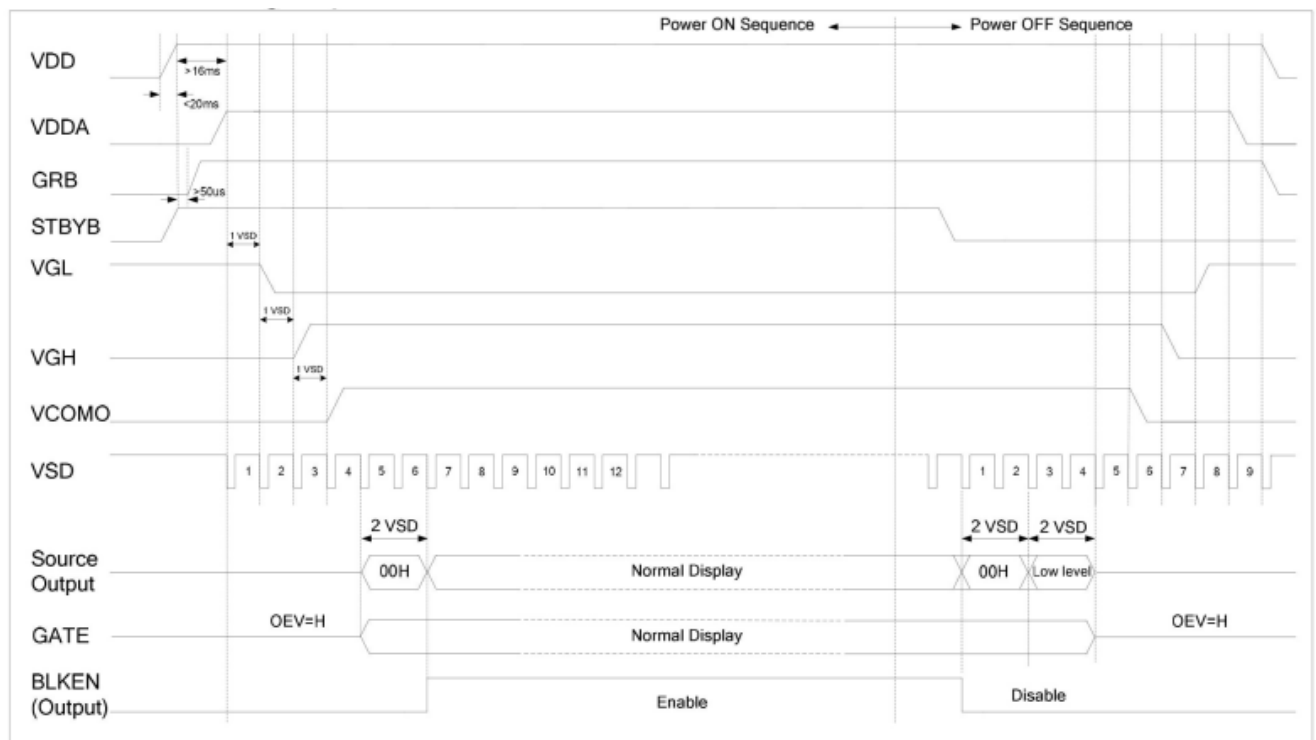 Power ON Sequence
Power OFF Sequence
VDD
>16ms
<20ms
VDDA
GRB
>50us
STBYB
1 VSD
VGL
1 VSD
VGH
1 VSD
VCOMO
VSD
1 2 3 4 5 6 7 8 9 10 11 12
1 2 3 4 5 6 7 8 9
2 VSD
2 VSD 2 VSD
Source
Output
00H
Normal Display
00H
Low level
OEV=H
OEV=H
GATE
Normal Display
BLKEN
(Output)
Enable
Disable